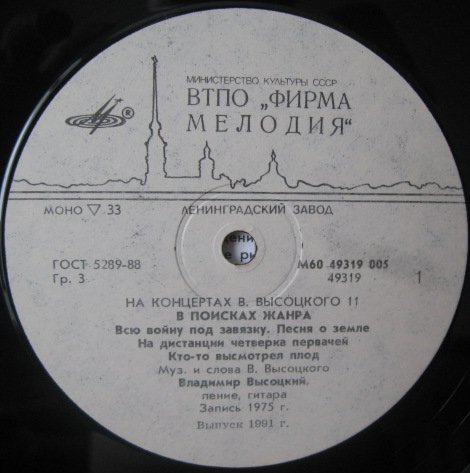 МИНИСТЕРСТВО КУЛЬТУРЫ СССР
ВТПО „ФИРМА
МЕЛОДИЯ“
®
МОНО ▽ 33
ЛЕНИНГРАДСКИЙ ЗАВОД
ГОСТ 5289-88
Гр. 3
М60 49319 005
49319
1
НА КОНЦЕРТАХ В. ВЫСОЦКОГО 11
В ПОИСКАХ ЖАНРА
Всю войну под завязку. Песня о земле
На дистанции четверка первачей
Кто-то высмотрел плод
Муз. и слова В. Высоцкого
Владимир Высоцкий,
пение, гитара
Запись 1975 г.
Выпуск 1991 г.